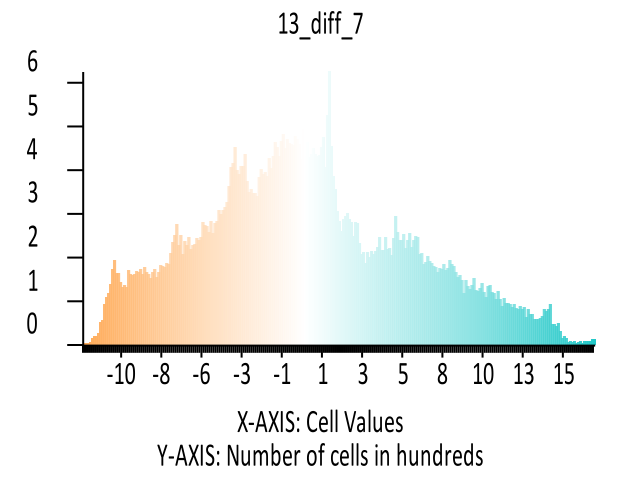 13_diff_7
6
5
4
3
2
1
0
-10 -8 -6 -3 -1 1 3 5 8 10 13 15
X-AXIS: Cell Values
Y-AXIS: Number of cells in hundreds